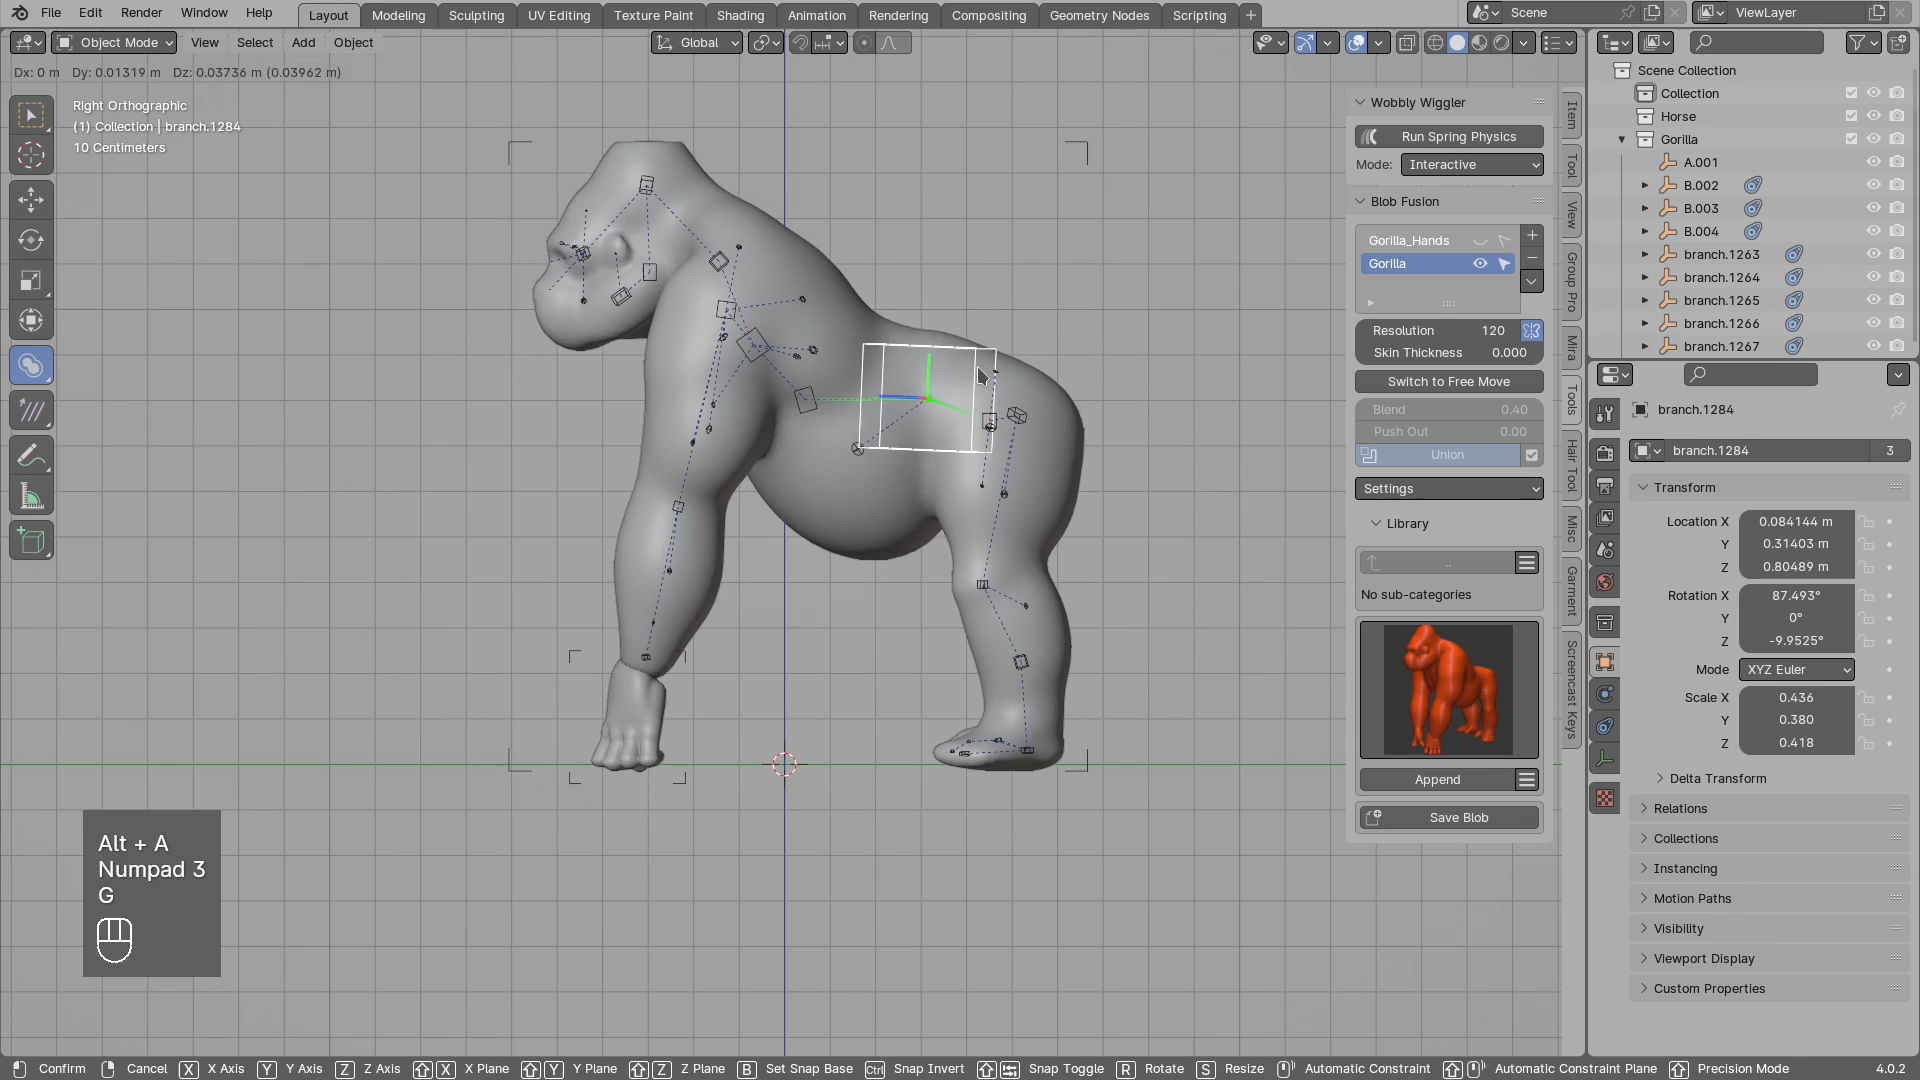 File Edit Render Window Help Layout Modeling Sculpting UV Editing Texture Paint Shading Animation Rendering Compositing Geometry Nodes Scripting + Scene ViewLayer
Object Mode View Select Add Object Global
Dx: 0 m Dy: 0.01319 m Dz: 0.03736 m (0.03962 m)
Right Orthographic
(1) Collection | branch.1284
10 Centimeters
Wobbly Wiggler
Run Spring Physics
Mode: Interactive
Blob Fusion
Gorilla_Hands
Gorilla
Resolution 120
Skin Thickness 0.000
Switch to Free Move
Blend 0.40
Push Out 0.00
Union
Settings
Library
..
No sub-categories
Append
Save Blob
Item
Tool
View
Group Pro
Mira
Tools
Hair Tool
Misc
Garment
Screencast Keys
Scene Collection
Collection
Horse
Gorilla
A.001
B.002
B.003
B.004
branch.1263
branch.1264
branch.1265
branch.1266
branch.1267
branch.1284
branch.1284 3
Transform
Location X 0.084144 m
Y 0.31403 m
Z 0.80489 m
Rotation X 87.493°
Y 0°
Z -9.9525°
Mode XYZ Euler
Scale X 0.436
Y 0.380
Z 0.418
Delta Transform
Relations
Collections
Instancing
Motion Paths
Visibility
Viewport Display
Custom Properties
Alt + A
Numpad 3
G
Confirm Cancel X X Axis Y Y Axis Z Z Axis X X Plane Y Y Plane Z Z Plane B Set Snap Base Ctrl Snap Invert Snap Toggle R Rotate S Resize Automatic Constraint Automatic Constraint Plane Precision Mode 4.0.2